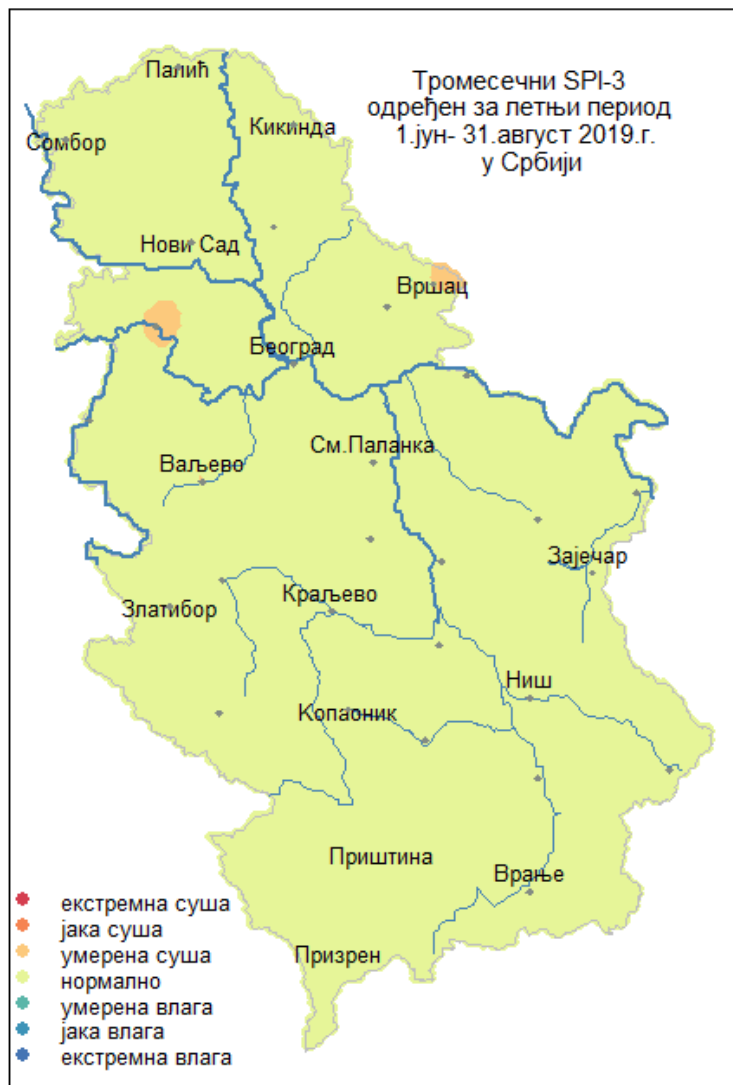 Тромесечни SPI-3
одређен за летњи период
1.јун- 31.август 2019.г.
у Србији
Палић
Кикинда
Сомбор
Нови Сад
Вршац
Београд
См.Паланка
Ваљево
Зајечар
Златибор
Краљево
Ниш
Копаоник
Приштина
Врање
Призрен
екстремна суша
јака суша
умерена суша
нормално
умерена влага
јака влага
екстремна влага